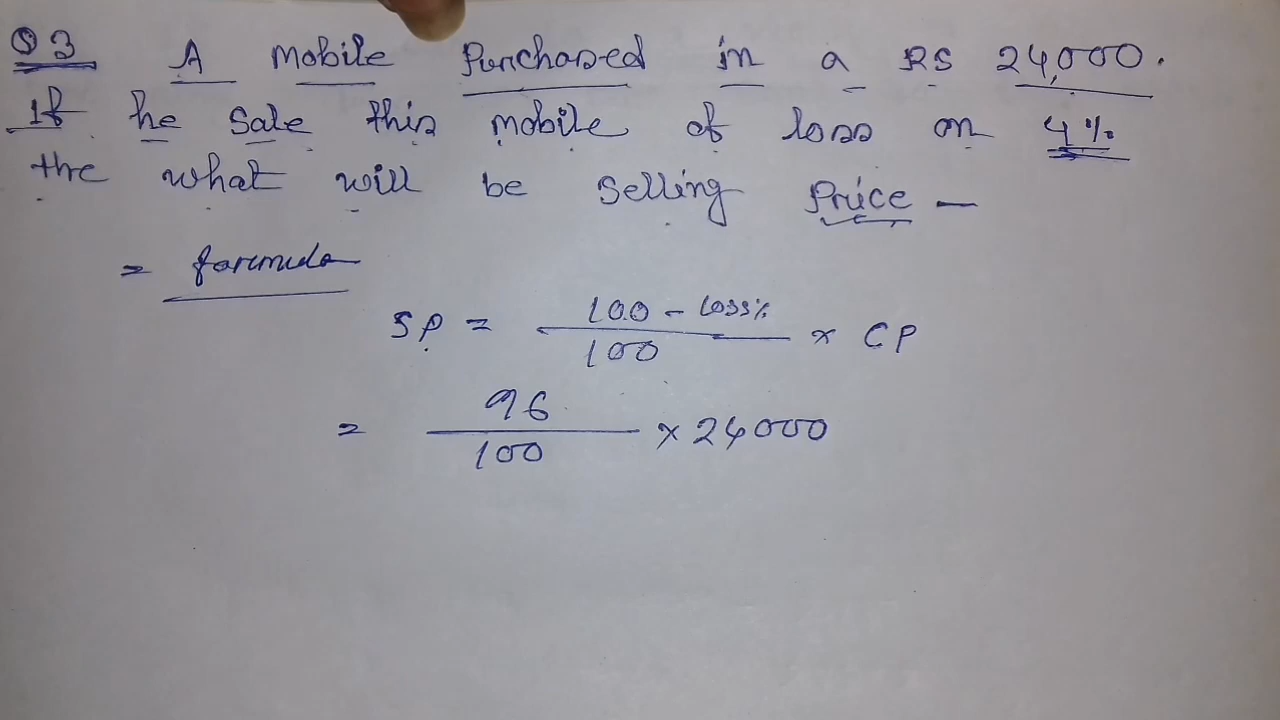 Q 3 A mobile Purchased in a RS 24,000.
If he Sale this mobile of loss on 4%
the what will be Selling Price —
= formula
SP = 100 - Loss% / 100 × CP
= 96 / 100 × 24000